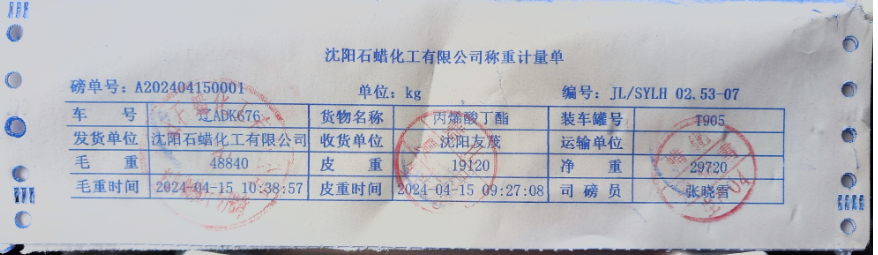 沈阳石蜡化工有限公司称重计量单
磅单号：A202404150001 单位：kg 编号：JL/SYLH 02.53-07
车 号 辽ADK676 货物名称 丙烯酸丁酯 装车罐号 T905
发货单位 沈阳石蜡化工有限公司 收货单位 沈阳友茂 运输单位
毛 重 48840 皮 重 19120 净 重 29720
毛重时间 2024-04-15 10:38:57 皮重时间 2024-04-15 09:27:08 司磅员 张晓雪